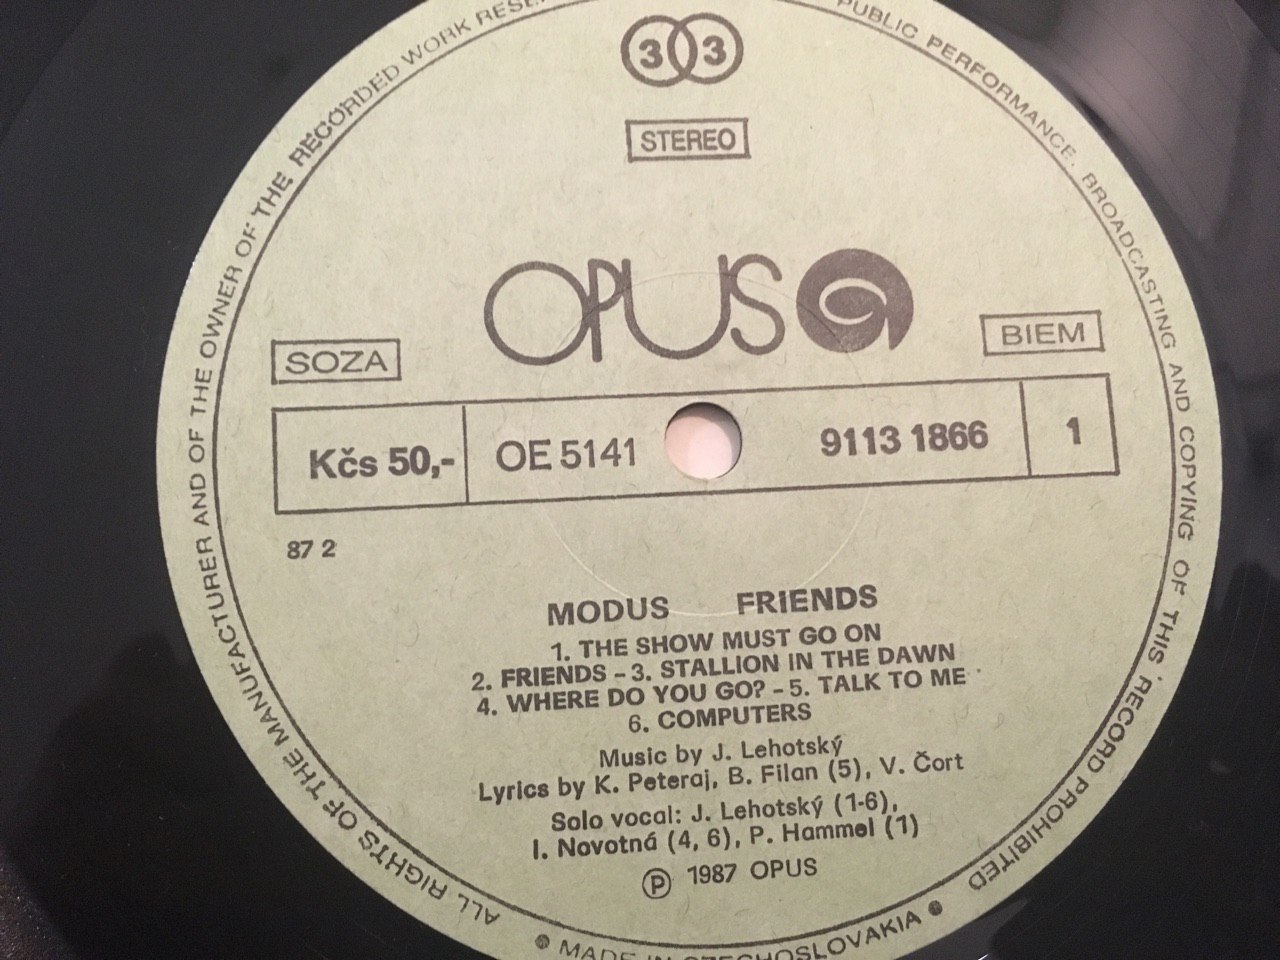 ALL RIGHTS OF THE MANUFACTURER AND OF THE OWNER OF THE RECORDED WORK
PUBLIC PERFORMANCE. BROADCASTING AND COPYING OF THIS RECORD PROHIBITED
33
STEREO
OPUS
SOZA
BIEM
Kčs 50,- OE 5141 9113 1866 1
87 2
MODUS FRIENDS
1. THE SHOW MUST GO ON
2. FRIENDS - 3. STALLION IN THE DAWN
4. WHERE DO YOU GO? - 5. TALK TO ME
6. COMPUTERS
Music by J. Lehotský
Lyrics by K. Peteraj, B. Filan (5), V. Čort
Solo vocal: J. Lehotský (1-6),
I. Novotná (4, 6), P. Hammel (1)
Ⓟ 1987 OPUS
● MADE IN CZECHOSLOVAKIA ●